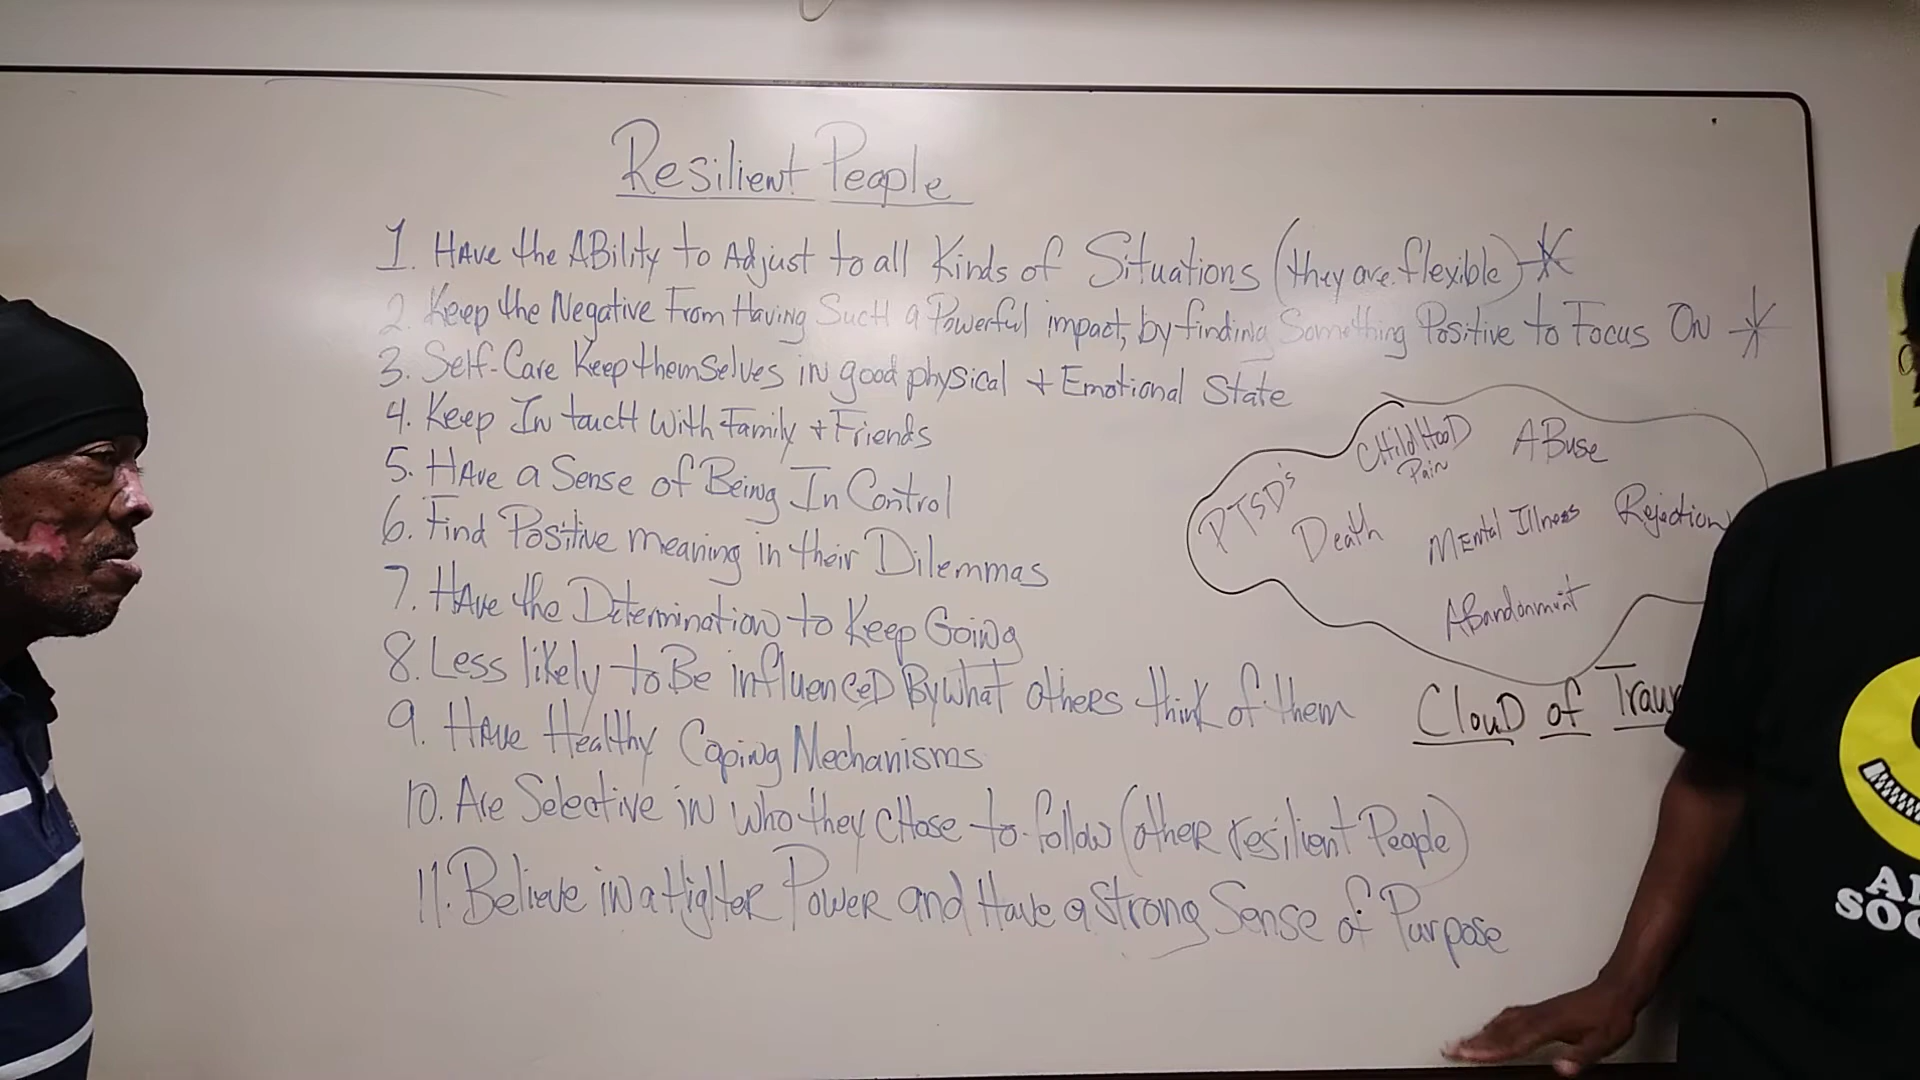 Resilient People
1. Have the Ability to Adjust to all Kinds of Situations (they are flexible) *
2. Keep the Negative From Having Such a Powerful impact, by finding Something Positive to Focus On *
3. Self-Care Keep themselves in good physical + Emotional State
4. Keep In touch With Family + Friends
5. Have a Sense of Being In Control
6. Find Positive meaning in their Dilemmas
7. Have the Determination to Keep Going
8. Less likely to Be influenced By what others think of them
9. Have Healthy Coping Mechanisms
10. Are Selective in who they chose to follow (other resilient People)
11. Believe in a Higher Power and Have a Strong Sense of Purpose
Childhood
Pain
Abuse
PTSD's
Death
Mental Illness
Rejection
Abandonment
Cloud of